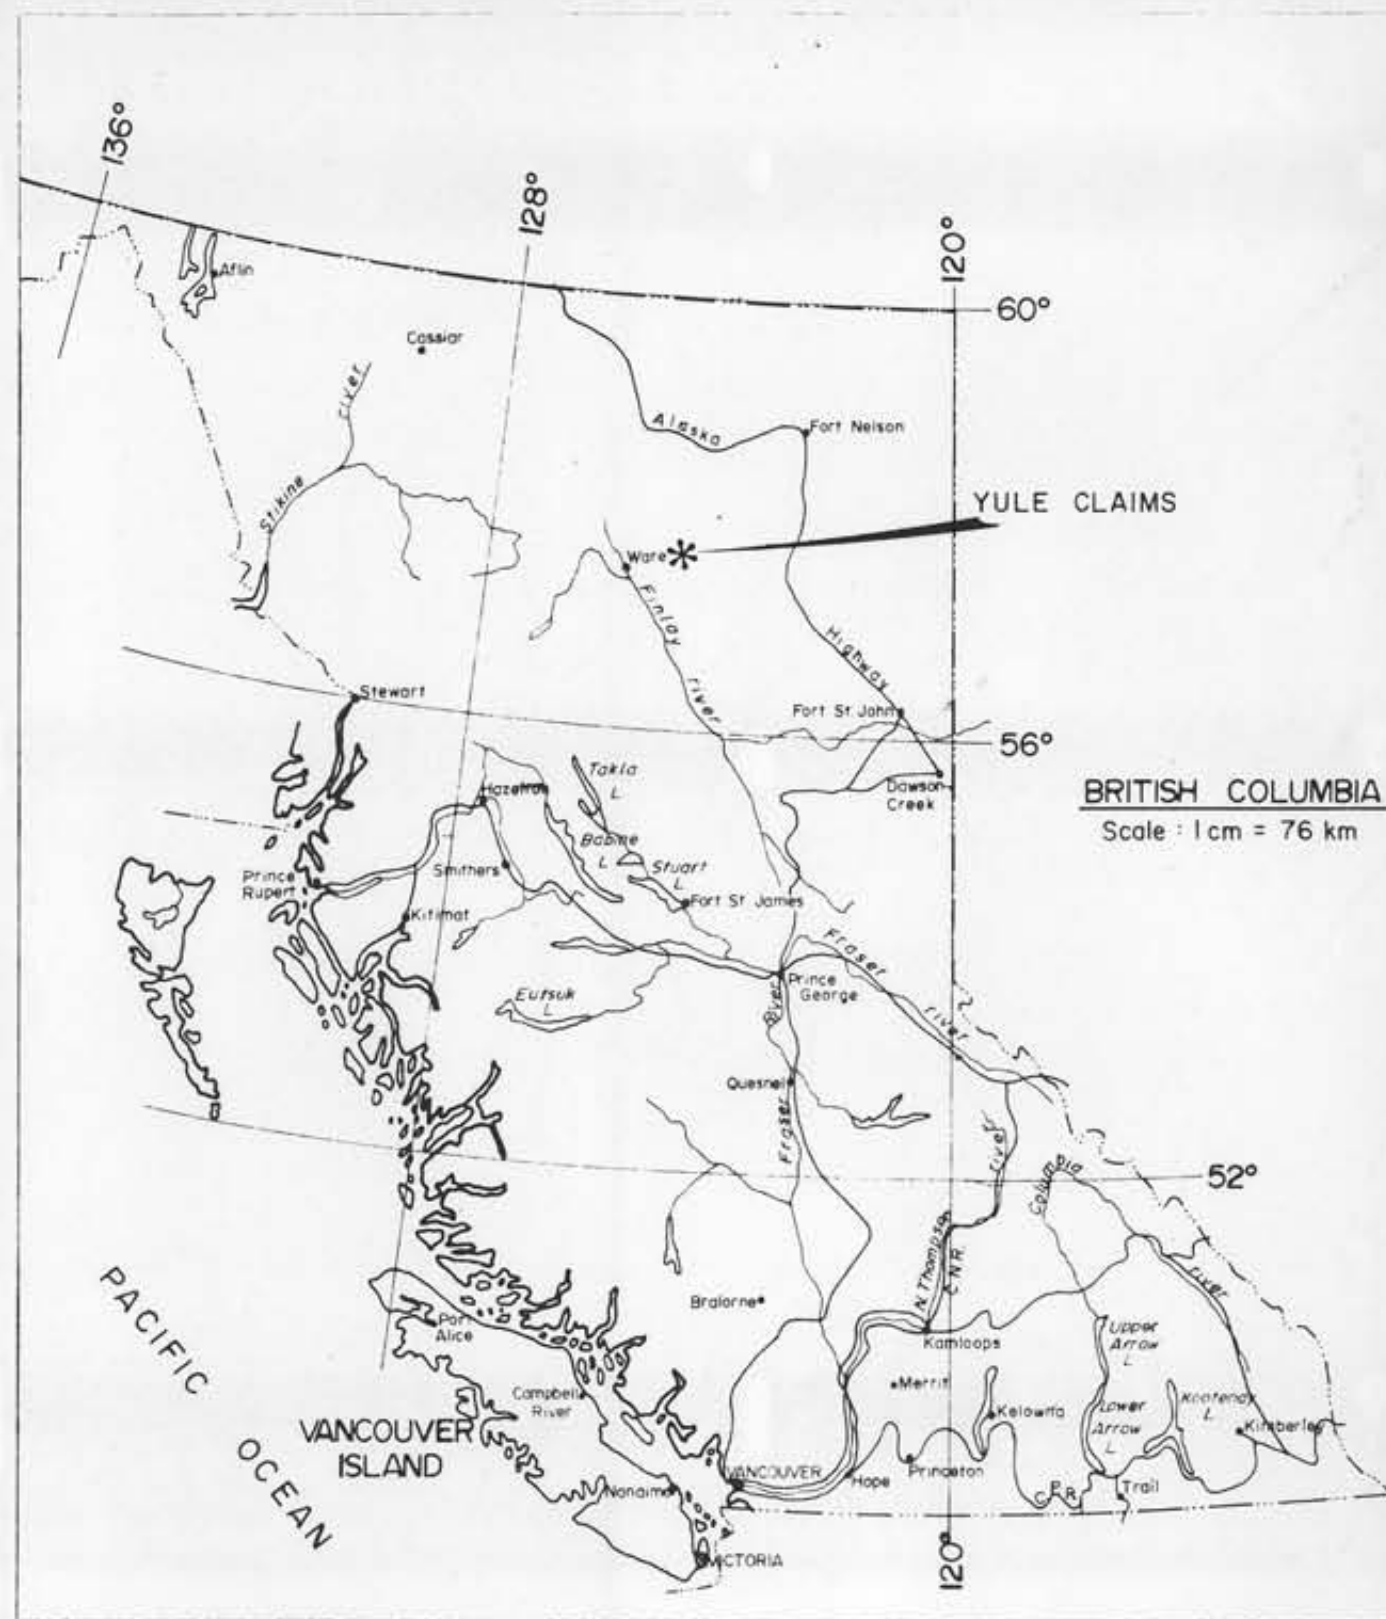 136°
128°
120°
Atlin
60°
Cassiar
river
Alaska
Fort Nelson
Stikine
YULE CLAIMS
Ware
Finlay
Highway
river
Stewart
Fort St. John
56°
Takla
L
Dawson
Creek
BRITISH COLUMBIA
Scale : 1 cm = 76 km
Hazelton
Babine
L
Stuart
L
Smithers
Prince
Rupert
Fort St James
Kitimat
Fraser
river
Prince
George
River
Eutsuk
L
Quesnel
Fraser
river
Columbia
52°
N. Thompson
C.N.R.
river
PACIFIC
OCEAN
Bralorne
Port
Alice
Kamloops
Upper
Arrow
L
Merrit
Campbell
River
Kelowna
Lower
Arrow
L
Kootenay
L
Kimberley
VANCOUVER
ISLAND
VANCOUVER
Hope
Princeton
C.P.R.
Trail
Nanaimo
VICTORIA
120°